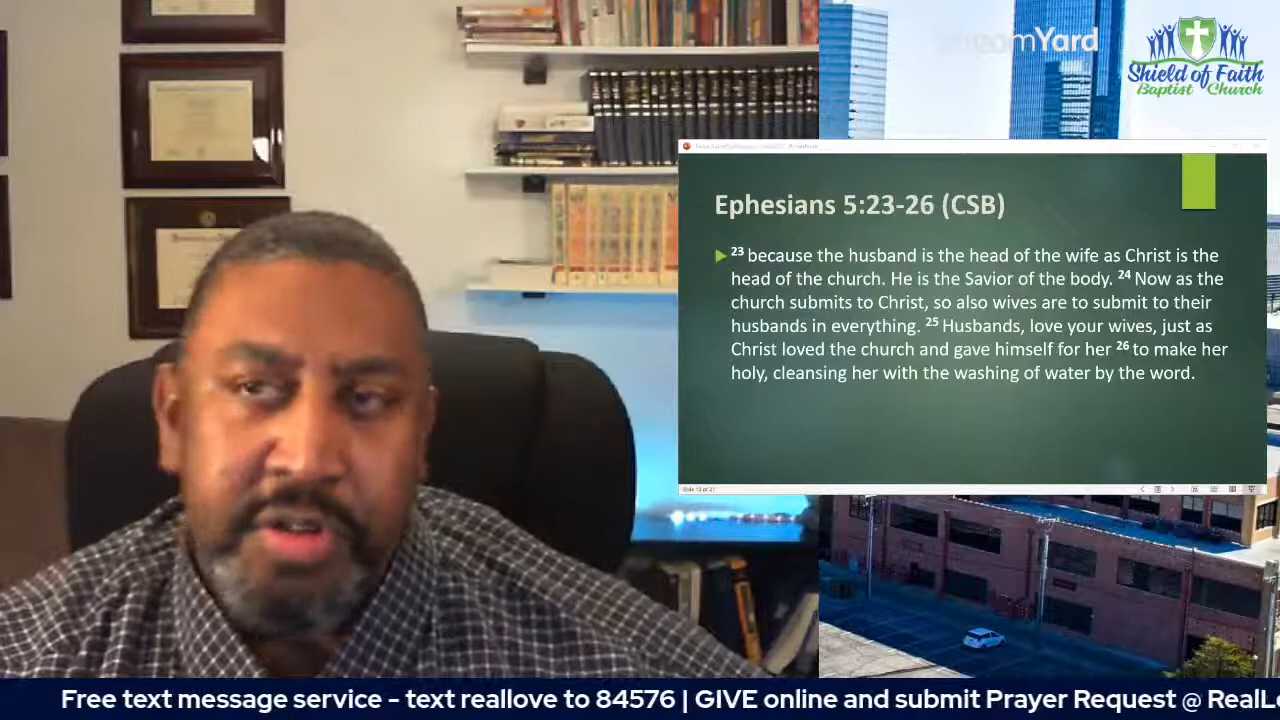 eamYard
Shield of Faith
Baptist Church
Ephesians 5:23-26 (CSB)
23 because the husband is the head of the wife as Christ is the
head of the church. He is the Savior of the body. 24 Now as the
church submits to Christ, so also wives are to submit to their
husbands in everything. 25 Husbands, love your wives, just as
Christ loved the church and gave himself for her 26 to make her
holy, cleansing her with the washing of water by the word.
Free text message service - text reallove to 84576 | GIVE online and submit Prayer Request @ RealLo